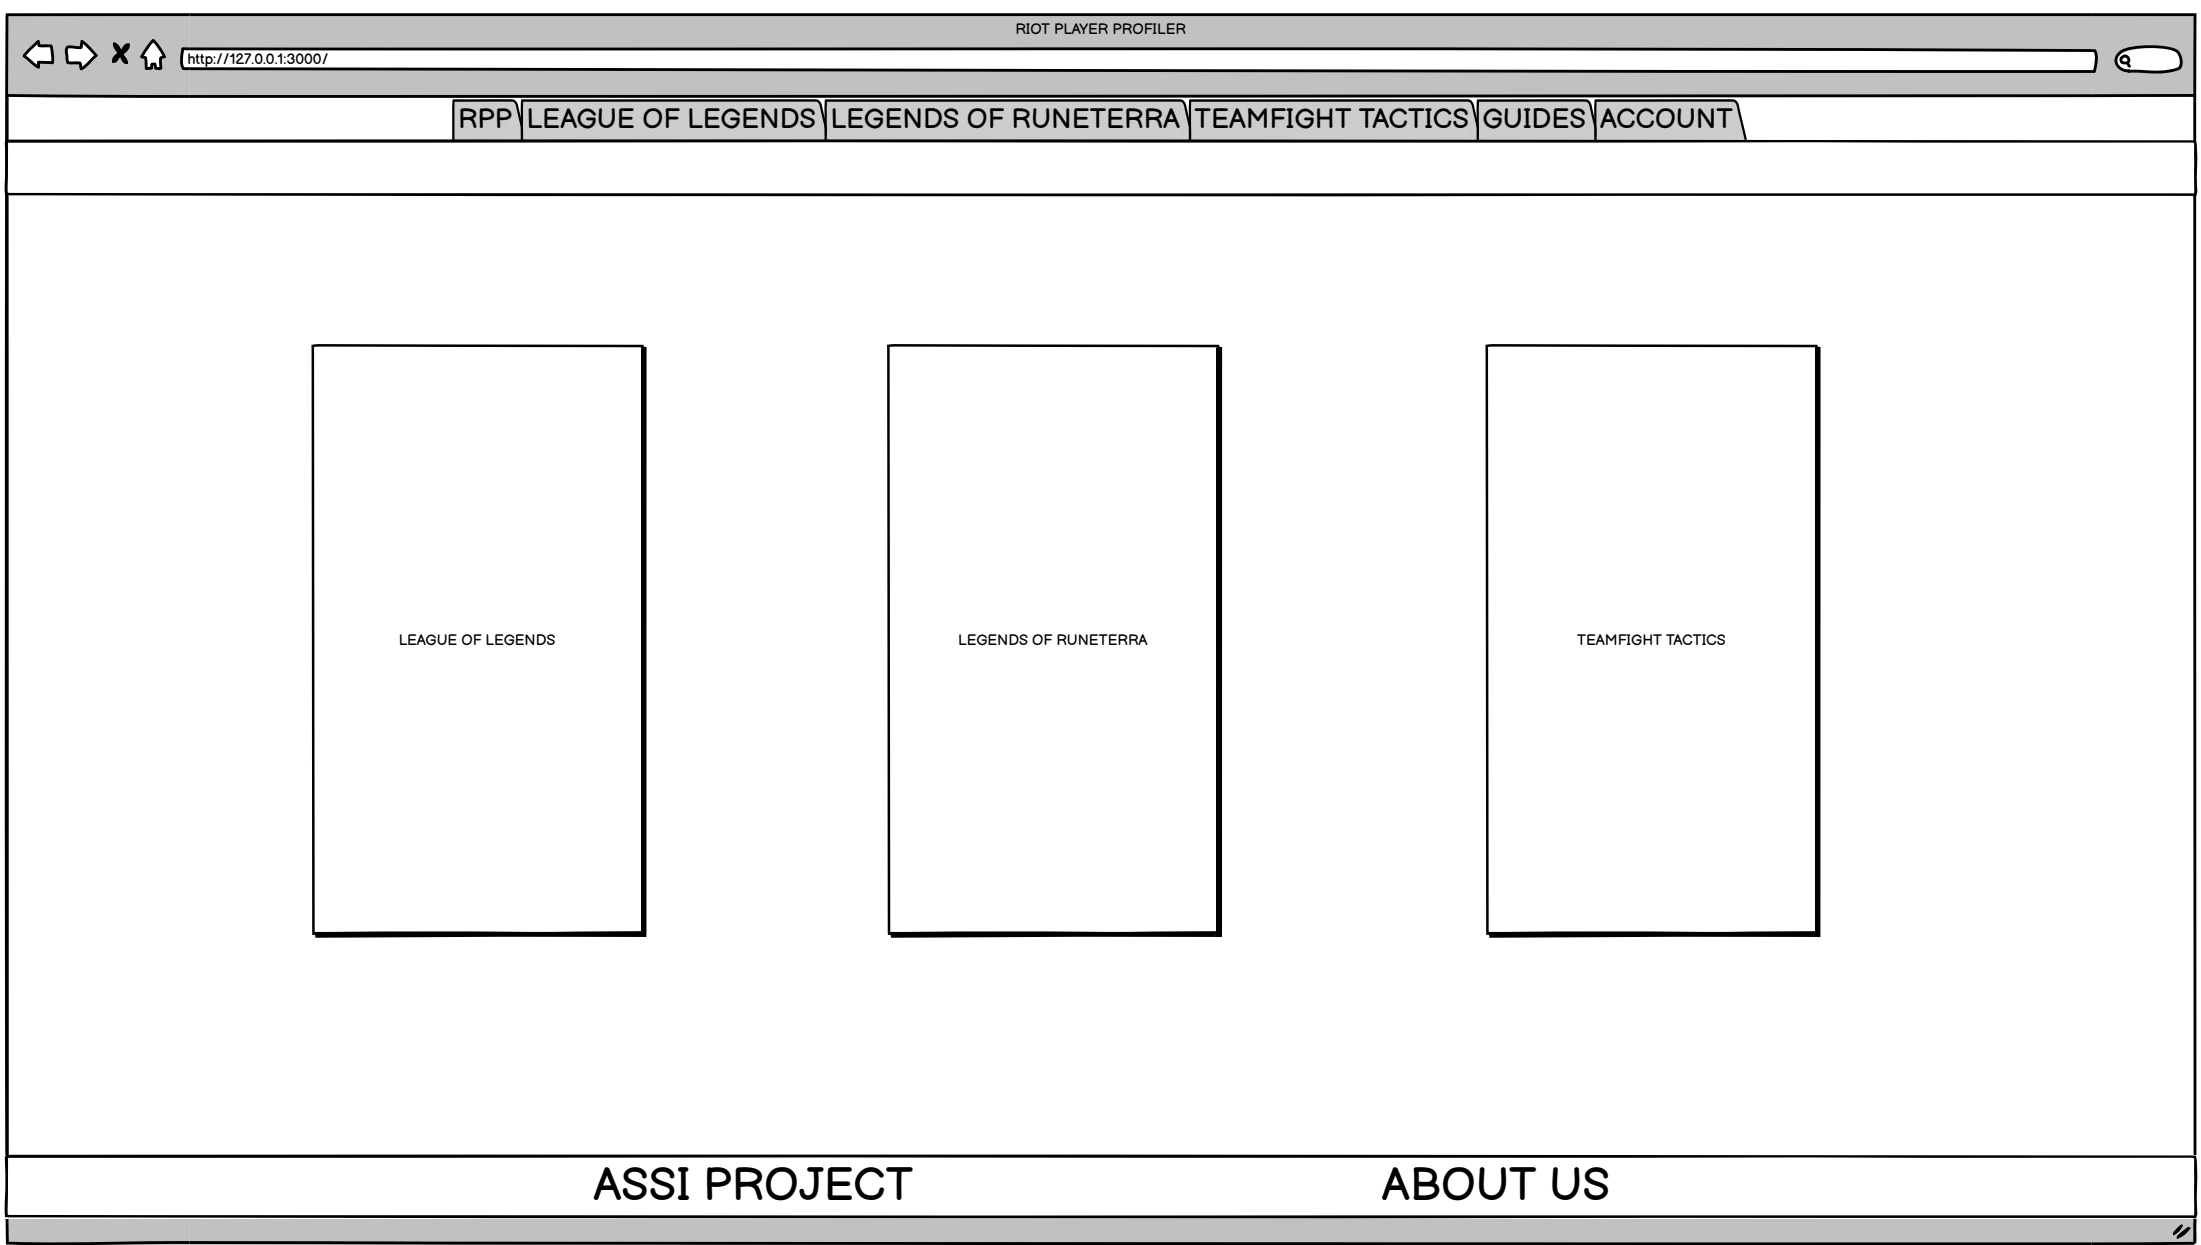 RIOT PLAYER PROFILER
http://127.0.0.1:3000/
RPP LEAGUE OF LEGENDS LEGENDS OF RUNETERRA TEAMFIGHT TACTICS GUIDES ACCOUNT
LEAGUE OF LEGENDS LEGENDS OF RUNETERRA TEAMFIGHT TACTICS
ASSI PROJECT ABOUT US